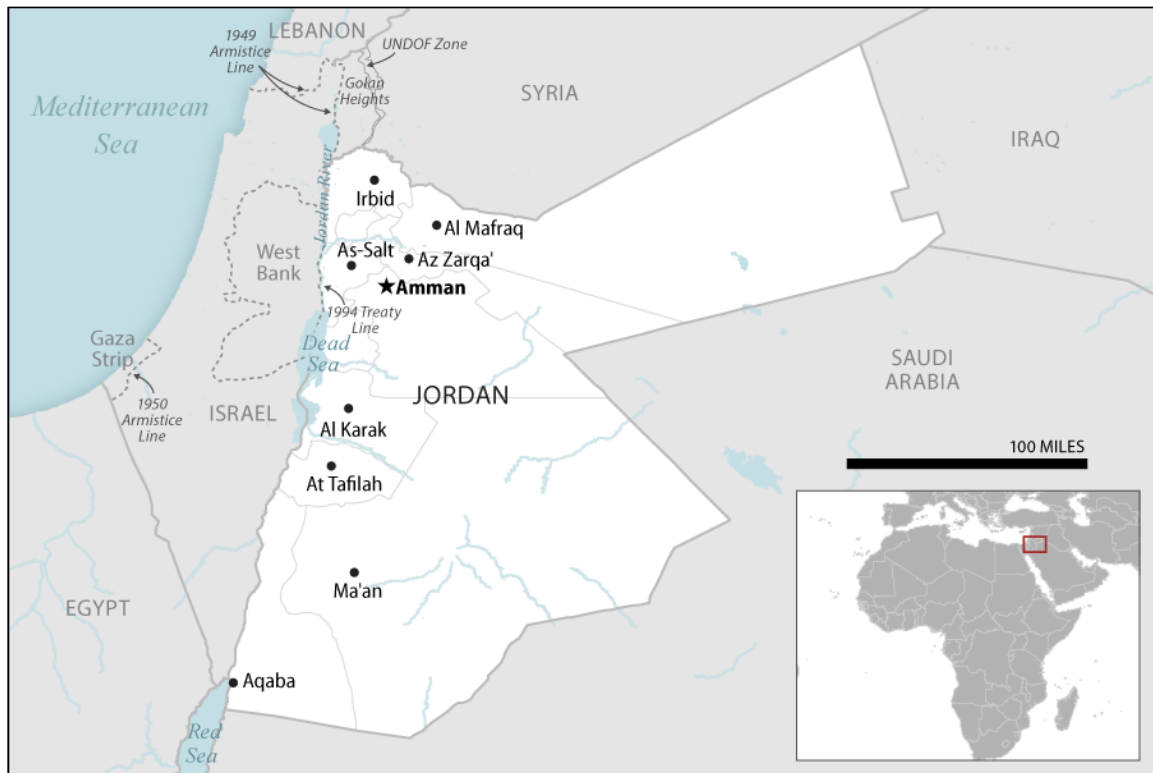 LEBANON
1949
Armistice
Line
UNDOF Zone
Golan
Heights
SYRIA
IRAQ
Mediterranean
Sea
Jordan River
Irbid
Al Mafraq
As-Salt
Az Zarqa'
West
Bank
Amman
1994 Treaty
Line
Gaza
Strip
Dead
Sea
SAUDI
ARABIA
JORDAN
1950
Armistice
Line
ISRAEL
Al Karak
100 MILES
At Tafilah
Ma'an
EGYPT
Aqaba
Red
Sea